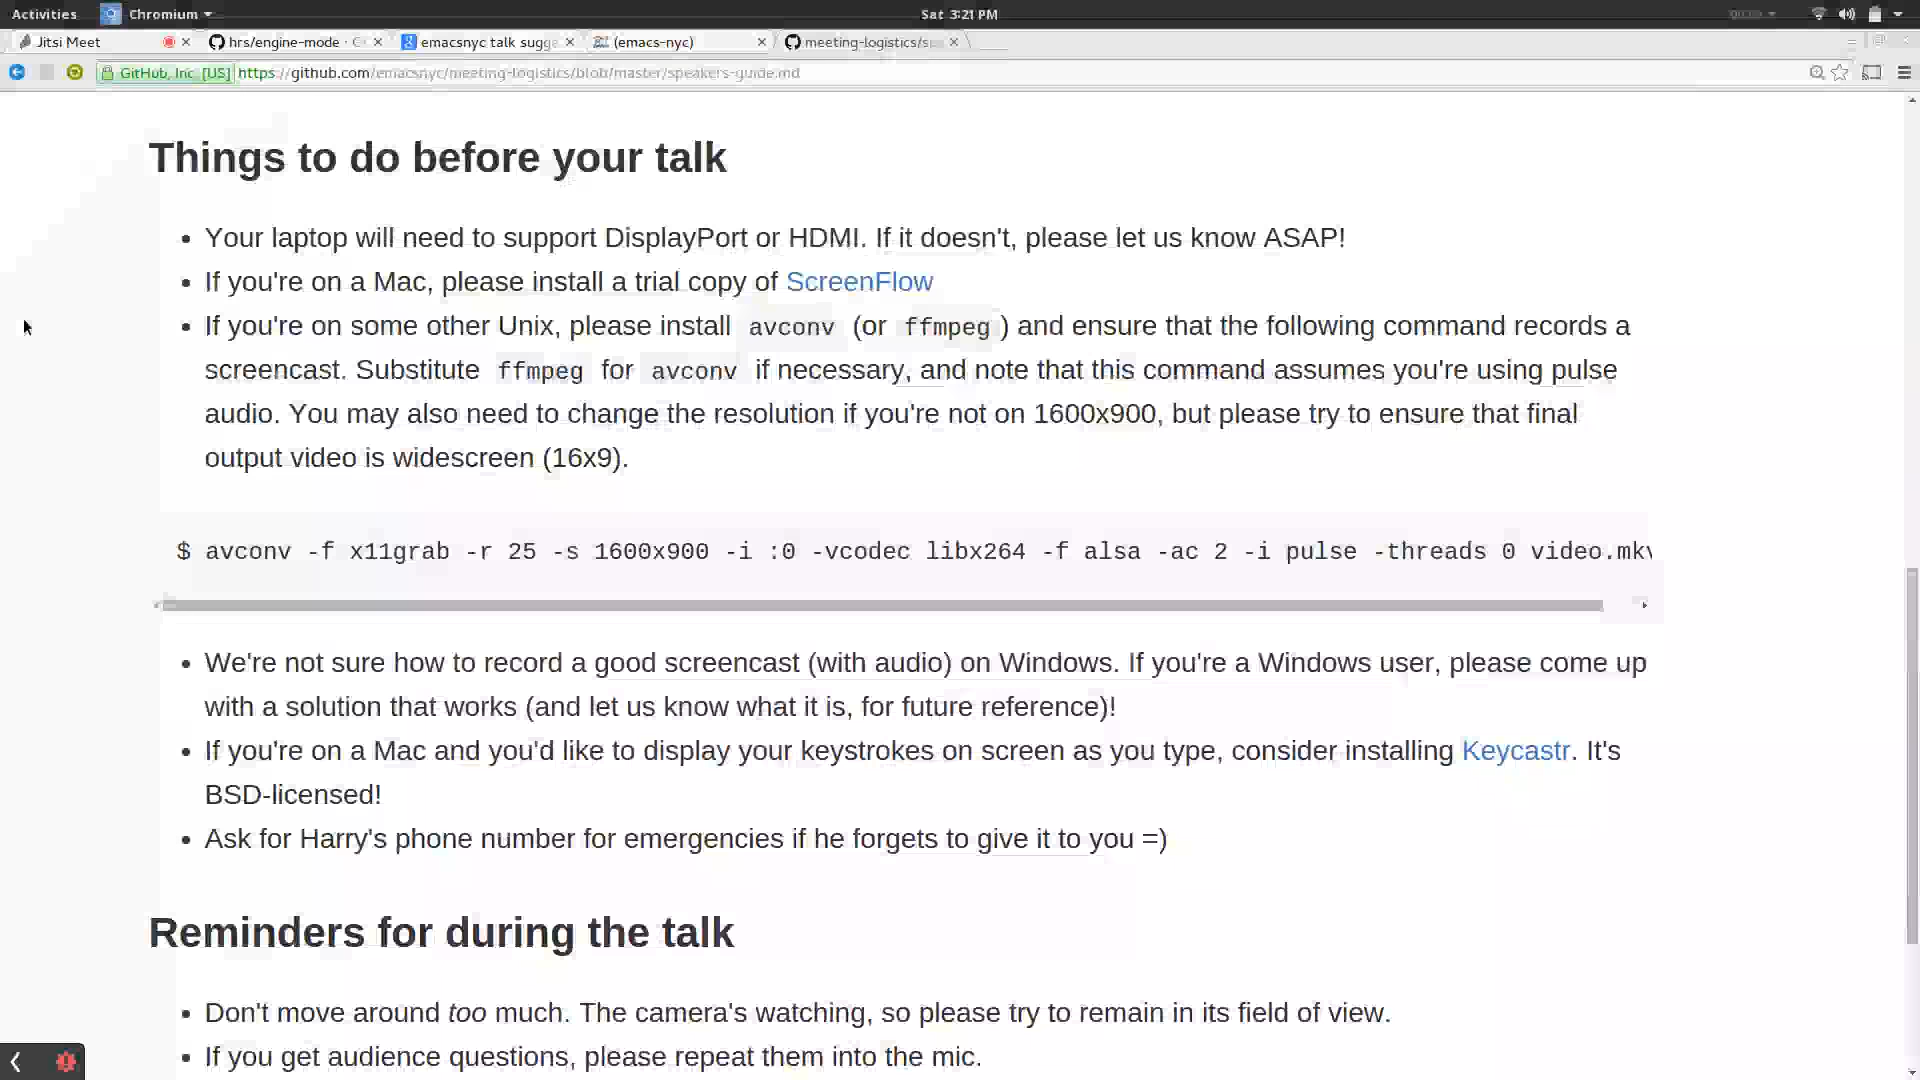 Activities Chromium Sat 3:21 PM
Jitsi Meet hrs/engine-mode · emacsnyc talk sugg (emacs-nyc) meeting-logistics/s
GitHub, Inc. [US] https://github.com/emacsnyc/meeting-logistics/blob/master/speakers-guide.md
Things to do before your talk
• Your laptop will need to support DisplayPort or HDMI. If it doesn't, please let us know ASAP!
• If you're on a Mac, please install a trial copy of ScreenFlow
• If you're on some other Unix, please install avconv (or ffmpeg) and ensure that the following command records a
screencast. Substitute ffmpeg for avconv if necessary, and note that this command assumes you're using pulse
audio. You may also need to change the resolution if you're not on 1600x900, but please try to ensure that final
output video is widescreen (16x9).
$ avconv -f x11grab -r 25 -s 1600x900 -i :0 -vcodec libx264 -f alsa -ac 2 -i pulse -threads 0 video.mkv
• We're not sure how to record a good screencast (with audio) on Windows. If you're a Windows user, please come up
with a solution that works (and let us know what it is, for future reference)!
• If you're on a Mac and you'd like to display your keystrokes on screen as you type, consider installing Keycastr. It's
BSD-licensed!
• Ask for Harry's phone number for emergencies if he forgets to give it to you =)
Reminders for during the talk
• Don't move around too much. The camera's watching, so please try to remain in its field of view.
• If you get audience questions, please repeat them into the mic.